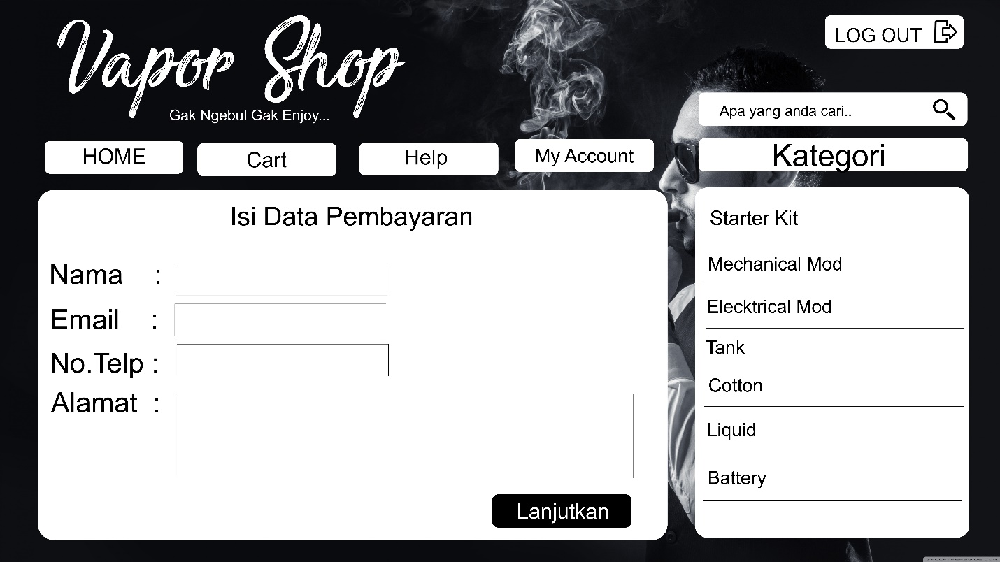 Vapor Shop
Gak Ngebul Gak Enjoy...
LOG OUT
Apa yang anda cari..
HOME
Cart
Help
My Account
Kategori
Isi Data Pembayaran
Nama :
Email :
No.Telp :
Alamat :
Lanjutkan
Starter Kit
Mechanical Mod
Elecktrical Mod
Tank
Cotton
Liquid
Battery